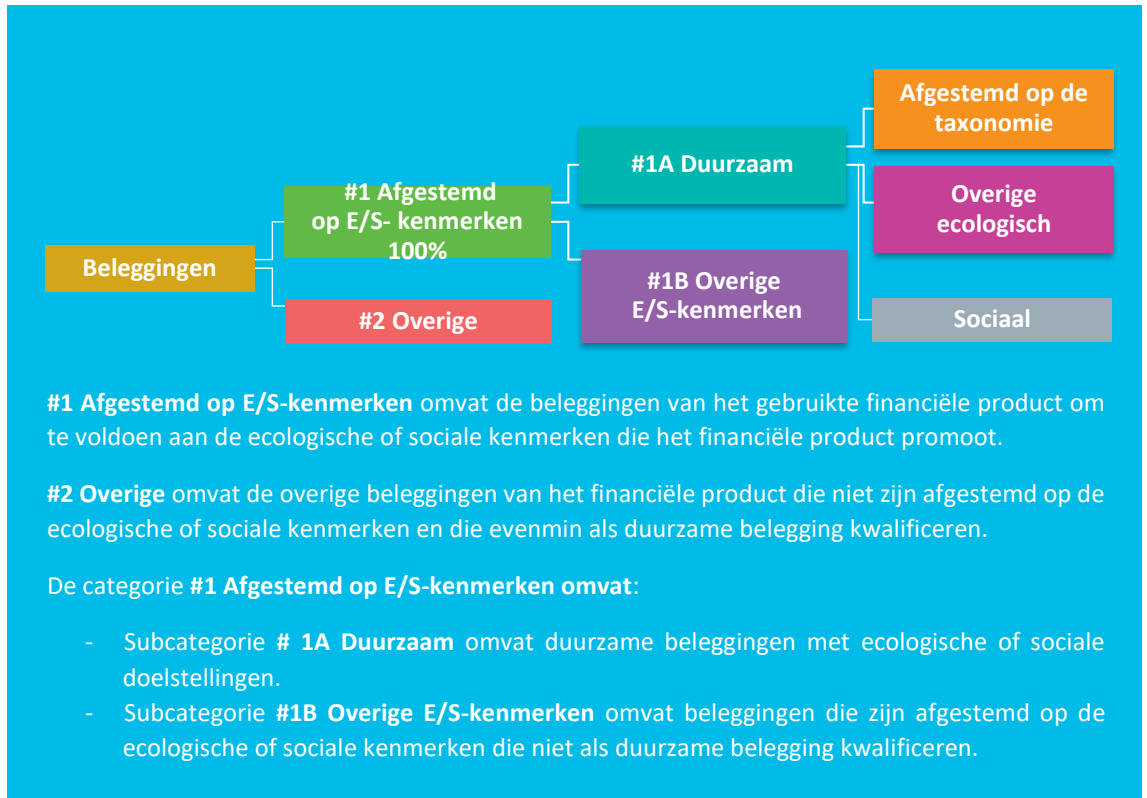 Afgestemd op de
taxonomie
#1A Duurzaam
#1 Afgestemd
op E/S- kenmerken
100%
Overige
ecologisch
Beleggingen
#1B Overige
E/S-kenmerken
#2 Overige
Sociaal
#1 Afgestemd op E/S-kenmerken omvat de beleggingen van het gebruikte financiële product om
te voldoen aan de ecologische of sociale kenmerken die het financiële product promoot.
#2 Overige omvat de overige beleggingen van het financiële product die niet zijn afgestemd op de
ecologische of sociale kenmerken en die evenmin als duurzame belegging kwalificeren.
De categorie #1 Afgestemd op E/S-kenmerken omvat:
- Subcategorie # 1A Duurzaam omvat duurzame beleggingen met ecologische of sociale
doelstellingen.
- Subcategorie #1B Overige E/S-kenmerken omvat beleggingen die zijn afgestemd op de
ecologische of sociale kenmerken die niet als duurzame belegging kwalificeren.